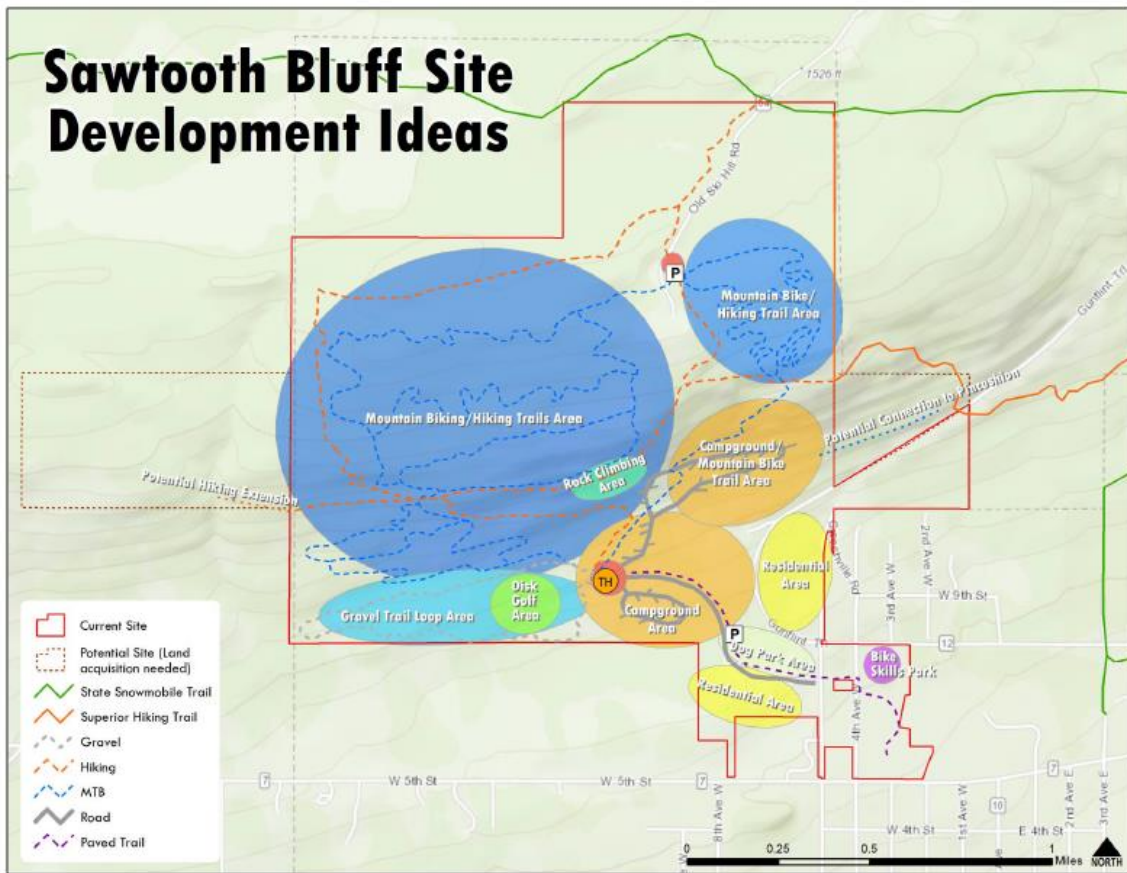 Sawtooth Bluff Site
Development Ideas
1526 ft
Old Ski Hill Rd
P
Mountain Bike/
Hiking Trail Area
Gunflint Trl
Mountain Biking/Hiking Trails Area
Potential Connection to Pincushion
Campground/
Mountain Bike
Trail Area
Rock Climbing
Area
Potential Hiking Extension
Residential
Area
2nd Ave W
3rd Ave W
W 9th St
TH
Disk
Golf
Area
Gravel Trail Loop Area
Campground
Area
P
12
Dog Park Area
Bike
Skills Park
Residential Area
4th Ave W
7
W 5th St
W 5th St
7
7
8th Ave W
10
1st Ave W
2nd Ave E
3rd Ave E
W 4th St
E 4th St
Current Site
Potential Site (Land
acquisition needed)
State Snowmobile Trail
Superior Hiking Trail
Gravel
Hiking
MTB
Road
Paved Trail
0 0.25 0.5 1
Miles
NORTH